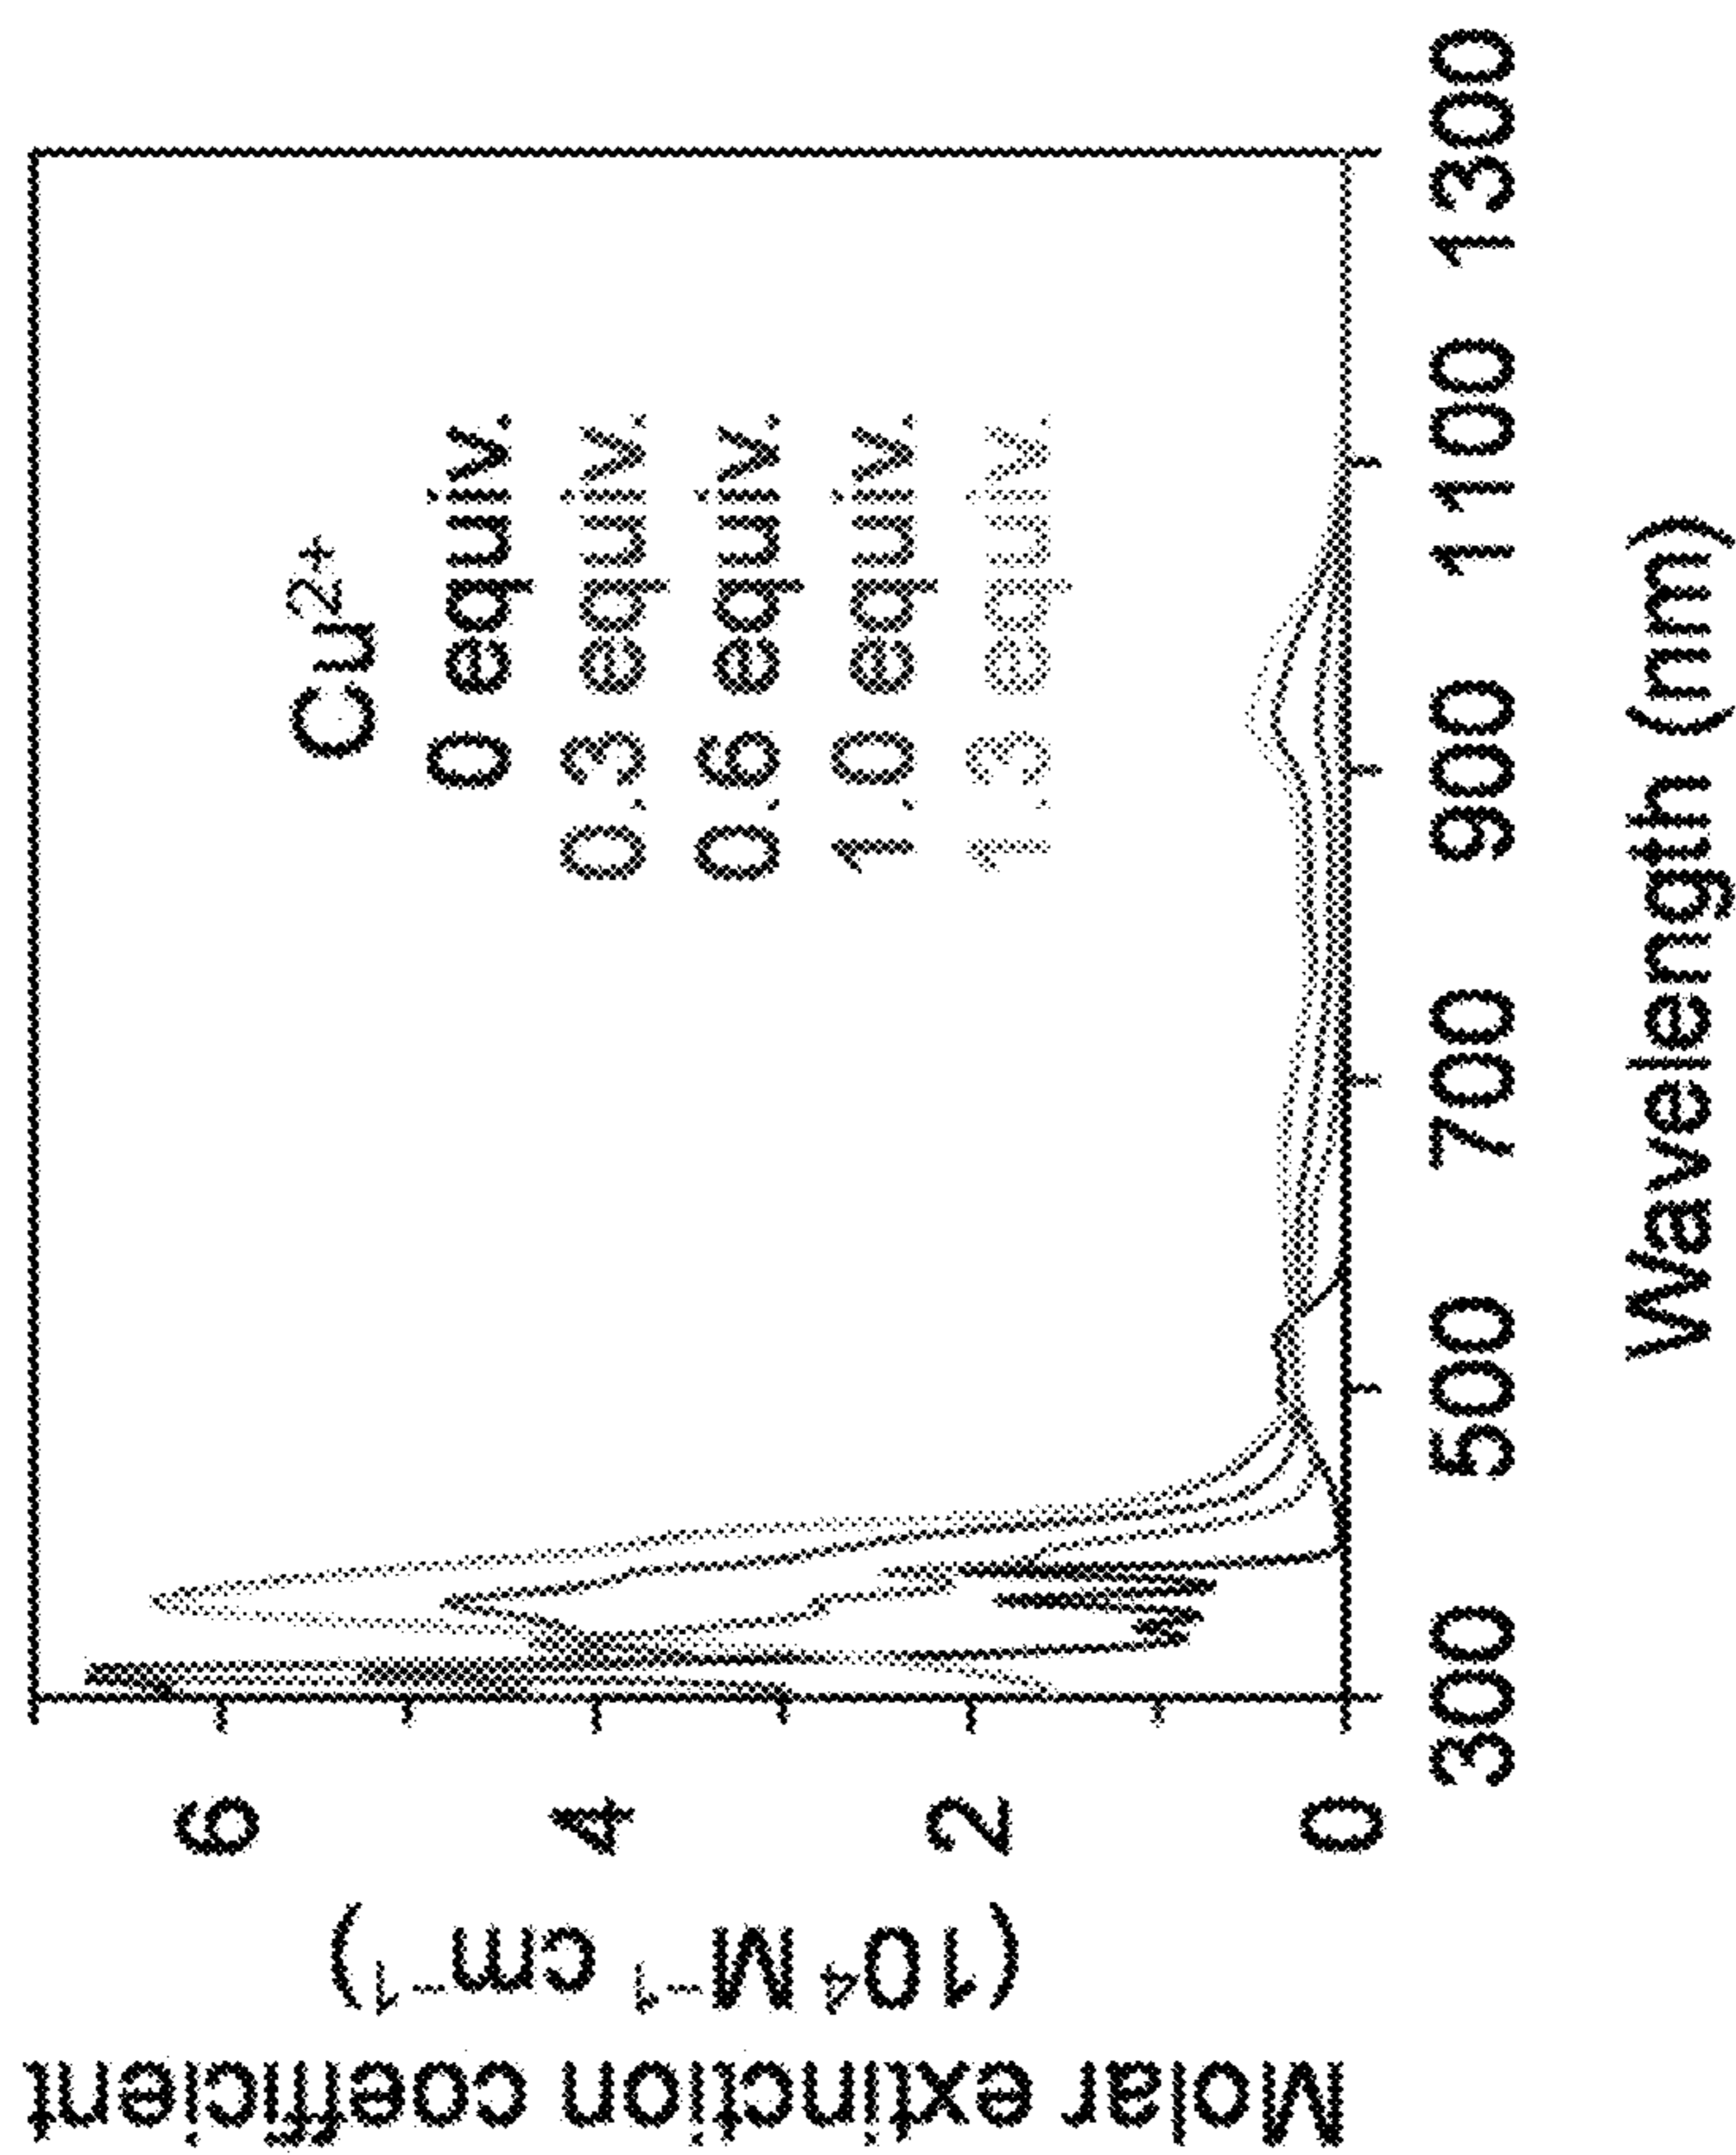 Molar extinction coefficient
(10⁴ M⁻¹ cm⁻¹)
6
4
2
0
Cu²⁺
0 equiv.
0.3 equiv.
0.6 equiv.
1.0 equiv.
1.3 equiv.
300 500 700 900 1100 1300
Wavelength (nm)